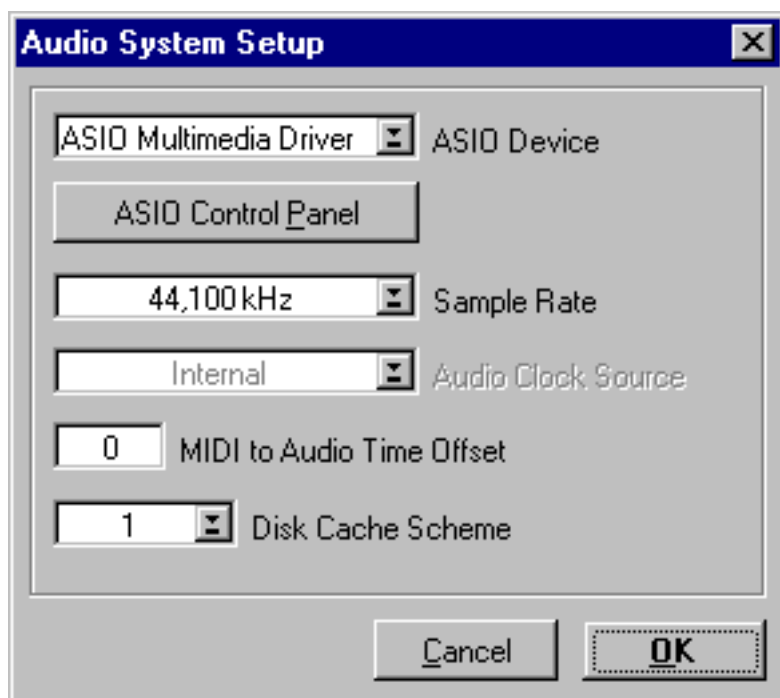 Audio System Setup
ASIO Multimedia Driver ASIO Device
ASIO Control Panel
44,100 kHz Sample Rate
Internal Audio Clock Source
0 MIDI to Audio Time Offset
1 Disk Cache Scheme
Cancel OK